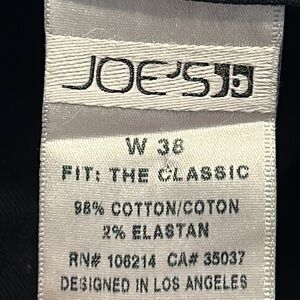 JOE'S
W 38
FIT: THE CLASSIC
98% COTTON/COTON
2% ELASTAN
RN# 106214 CA# 35037
DESIGNED IN LOS ANGELES